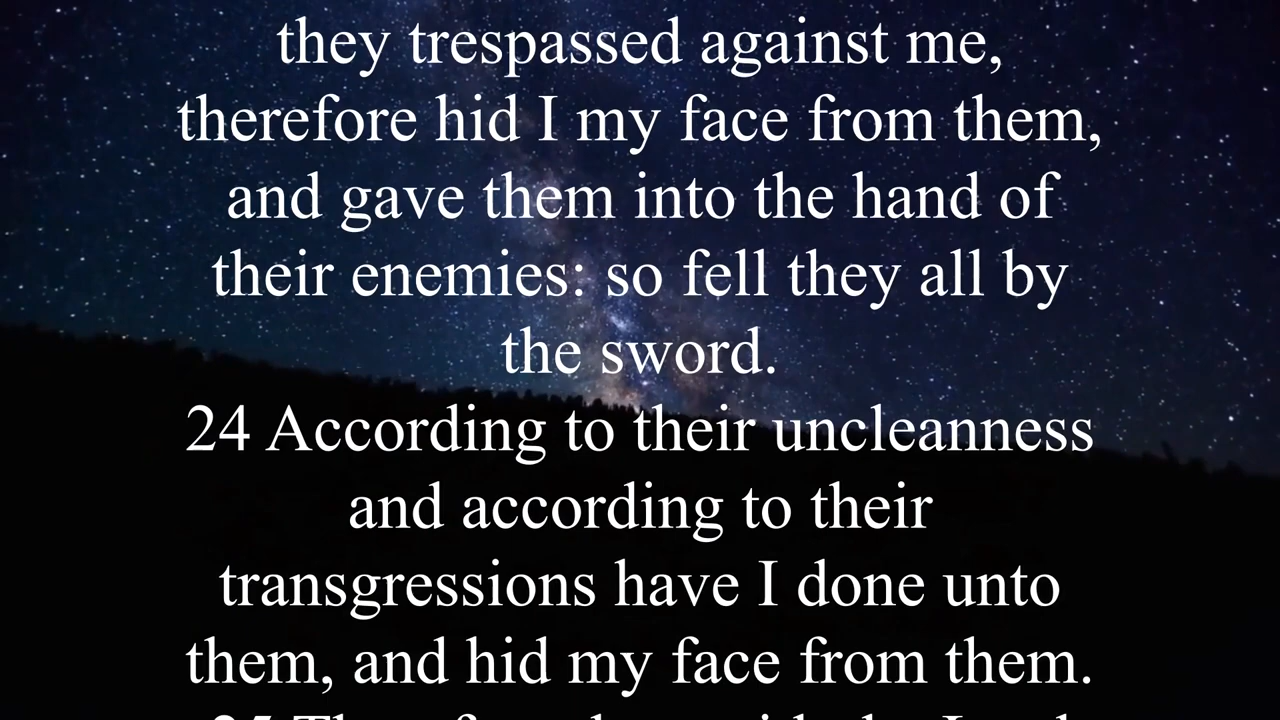 they trespassed against me,
therefore hid I my face from them,
and gave them into the hand of
their enemies: so fell they all by
the sword.
24 According to their uncleanness
and according to their
transgressions have I done unto
them, and hid my face from them.